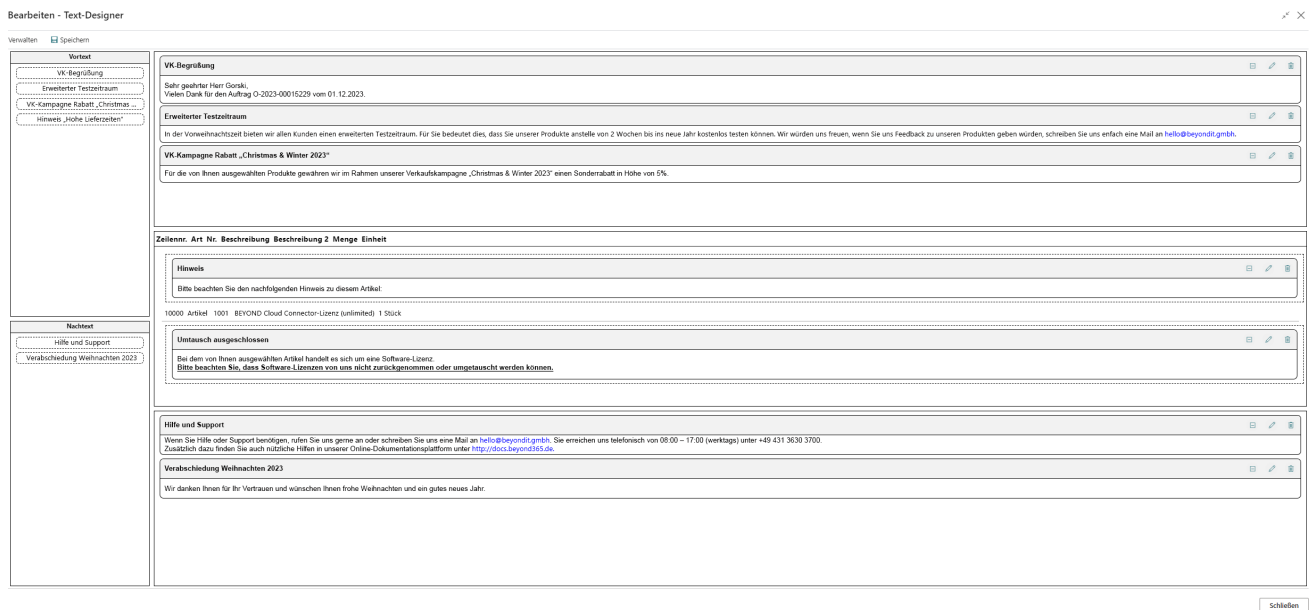 Bearbeiten - Text-Designer
Verwalten Speichern
Vortext
VK-Begrüßung
Erweiterter Testzeitraum
VK-Kampagne Rabatt „Christmas ...
Hinweis „Hohe Lieferzeiten“
VK-Begrüßung
Sehr geehrter Herr Gorski,
Vielen Dank für den Auftrag O-2023-00015229 vom 01.12.2023.
Erweiterter Testzeitraum
In der Vorweihnachtszeit bieten wir allen Kunden einen erweiterten Testzeitraum. Für Sie bedeutet dies, dass Sie unserer Produkte anstelle von 2 Wochen bis ins neue Jahr kostenlos testen können. Wir würden uns freuen, wenn Sie uns Feedback zu unseren Produkten geben würden, schreiben Sie uns enfach eine Mail an hello@beyondit.gmbh.
VK-Kampagne Rabatt „Christmas & Winter 2023“
Für die von Ihnen ausgewählten Produkte gewähren wir im Rahmen unserer Verkaufskampagne „Christmas & Winter 2023“ einen Sonderrabatt in Höhe von 5%.
Zeilennr. Art Nr. Beschreibung Beschreibung 2 Menge Einheit
Hinweis
Bitte beachten Sie den nachfolgenden Hinweis zu diesem Artikel:
10000 Artikel 1001 BEYOND Cloud Connector-Lizenz (unlimited) 1 Stück
Umtausch ausgeschlossen
Bei dem von Ihnen ausgewählten Artikel handelt es sich um eine Software-Lizenz.
Bitte beachten Sie, dass Software-Lizenzen von uns nicht zurückgenommen oder umgetauscht werden können.
Nachtext
Hilfe und Support
Verabschiedung Weihnachten 2023
Hilfe und Support
Wenn Sie Hilfe oder Support benötigen, rufen Sie uns gerne an oder schreiben Sie uns eine Mail an hello@beyondit.gmbh. Sie erreichen uns telefonisch von 08:00 – 17:00 (werktags) unter +49 431 3630 3700.
Zusätzlich dazu finden Sie auch nützliche Hilfen in unserer Online-Dokumentationsplattform unter http://docs.beyond365.de.
Verabschiedung Weihnachten 2023
Wir danken Ihnen für Ihr Vertrauen und wünschen Ihnen frohe Weihnachten und ein gutes neues Jahr.
Schließen